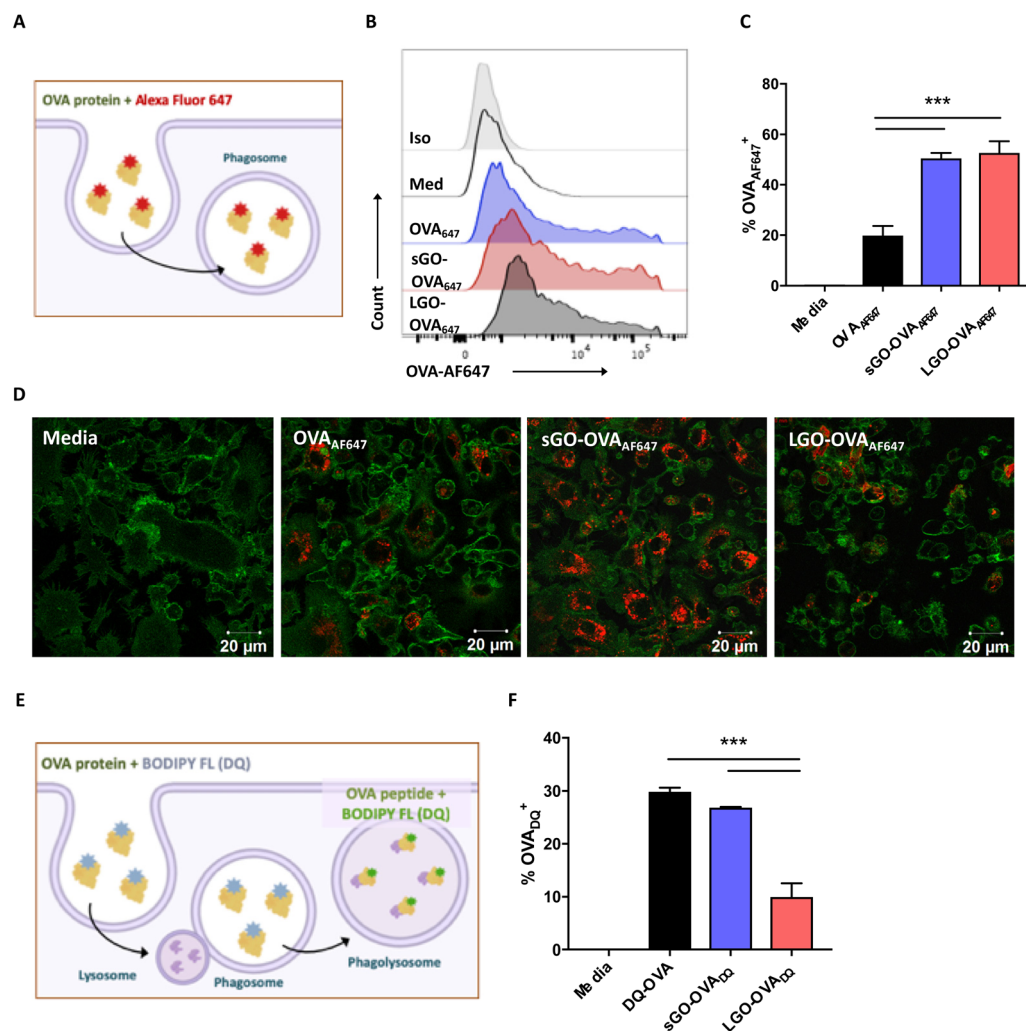 A
OVA protein + Alexa Fluor 647
Phagosome
B
Iso
Med
OVA647
sGO-
OVA647
LGO-
OVA647
Count
0
10^4
10^5
OVA-AF647
C
% OVAAF647+
80
60
40
20
0
***
Media
OVAAF647
sGO-OVAAF647
LGO-OVAAF647
D
Media
20 µm
OVAAF647
20 µm
sGO-OVAAF647
20 µm
LGO-OVAAF647
20 µm
E
OVA protein + BODIPY FL (DQ)
OVA peptide +
BODIPY FL (DQ)
Lysosome
Phagosome
Phagolysosome
F
% OVADQ+
40
30
20
10
0
***
Media
DQ-OVA
sGO-OVADQ
LGO-OVADQ